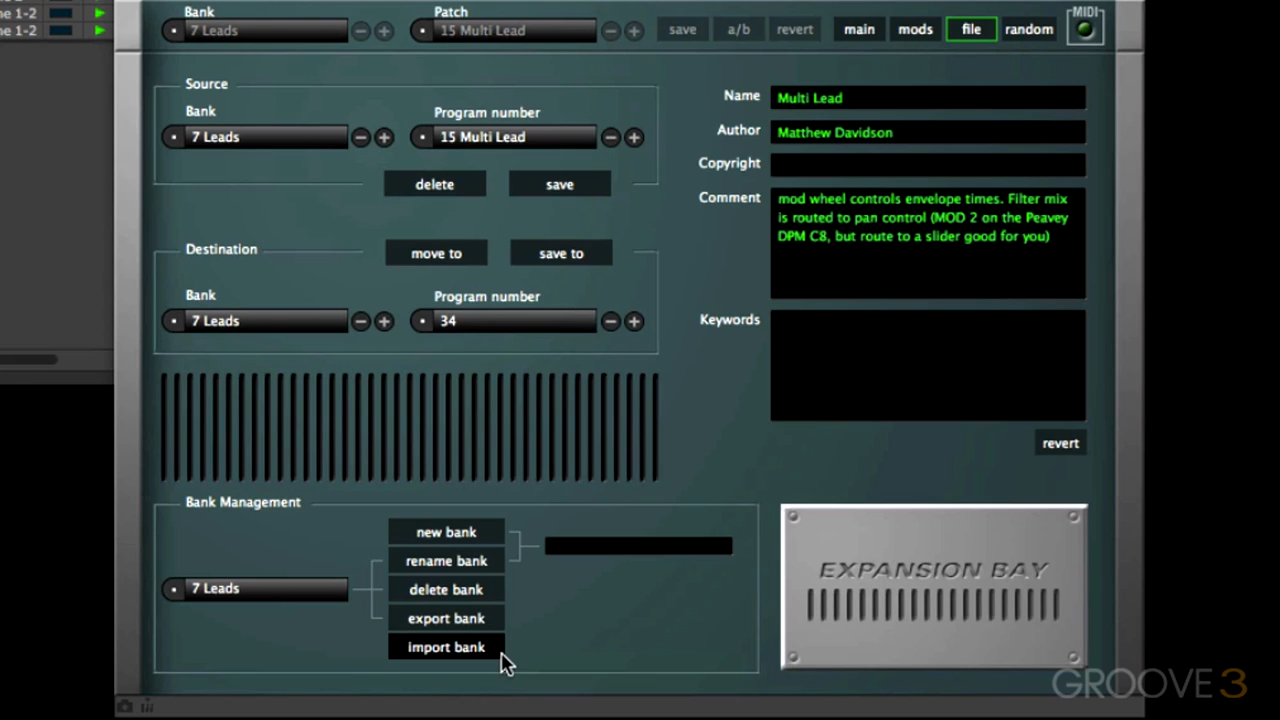 ne 1-2
ne 1-2
Bank
7 Leads
Patch
15 Multi Lead
save
a/b
revert
main
mods
file
random
MIDI
Source
Bank
7 Leads
Program number
15 Multi Lead
delete
save
Destination
move to
save to
Bank
7 Leads
Program number
34
Name
Multi Lead
Author
Matthew Davidson
Copyright
Comment
mod wheel controls envelope times. Filter mix
is routed to pan control (MOD 2 on the Peavey
DPM C8, but route to a slider good for you)
Keywords
revert
Bank Management
7 Leads
new bank
rename bank
delete bank
export bank
import bank
EXPANSION BAY
GROOVE 3